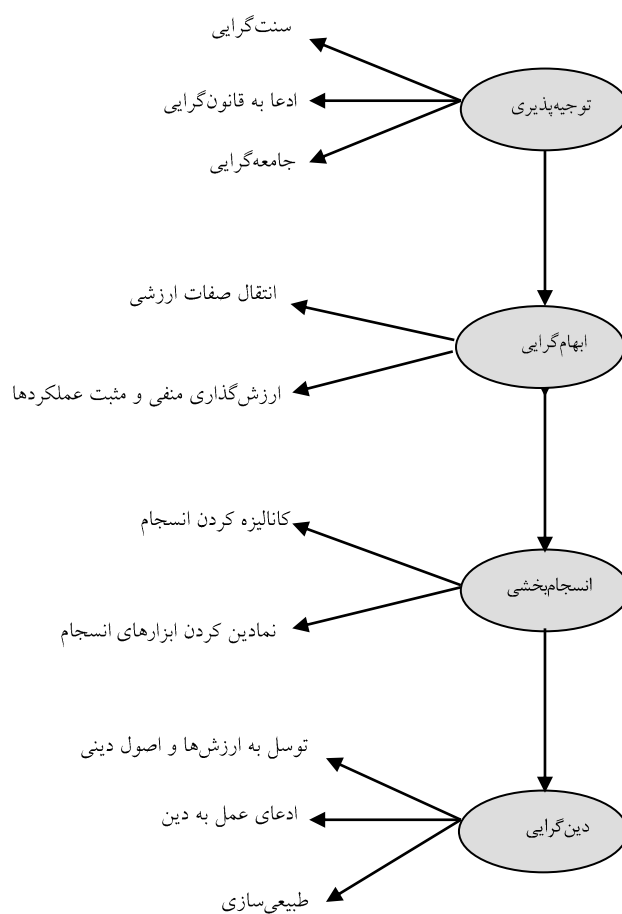 توجیه‌پذیری
سنت‌گرایی
ادعا به قانون‌گرایی
جامعه‌گرایی
ابهام‌گرایی
انتقال صفات ارزشی
ارزش‌گذاری منفی و مثبت عملکردها
انسجام‌بخشی
کانالیزه کردن انسجام
نمادین کردن ابزارهای انسجام
دین‌گرایی
توسل به ارزش‌ها و اصول دینی
ادعای عمل به دین
طبیعی‌سازی